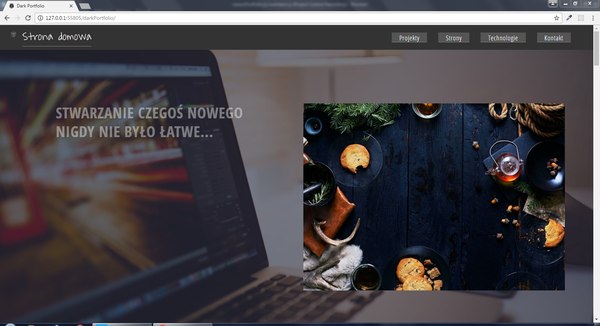 Dark Portfolio
127.0.0.1:55805/darkPortfolio/
Strona domowa
Projekty
Strony
Technologie
Kontakt
STWARZANIE CZEGOŚ NOWEGO
NIGDY NIE BYŁO ŁATWE...